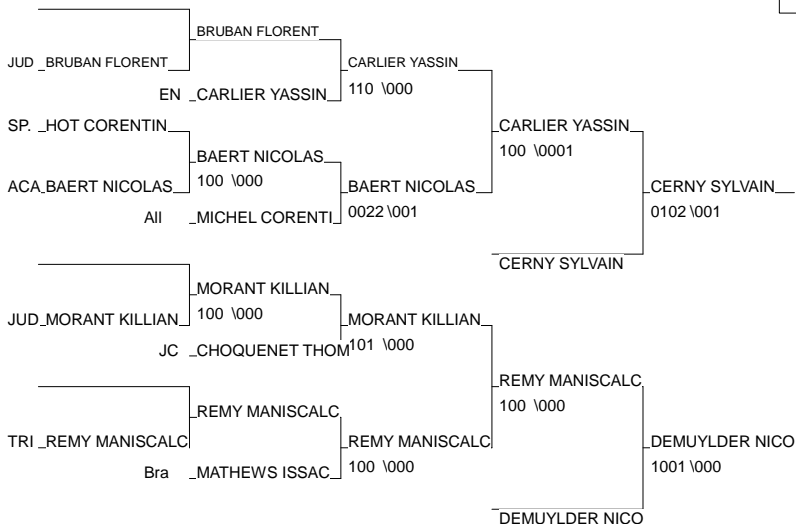 BRUBAN FLORENT
JUD BRUBAN FLORENT CARLIER YASSIN
EN CARLIER YASSIN 110 \000
SP. HOT CORENTIN CARLIER YASSIN
BAERT NICOLAS 100 \0001
100 \000
ACA BAERT NICOLAS BAERT NICOLAS CERNY SYLVAIN
All MICHEL CORENTI 0022 \001 0102 \001
CERNY SYLVAIN
MORANT KILLIAN
100 \000
JUD MORANT KILLIAN MORANT KILLIAN
JC CHOQUENET THOM 101 \000
REMY MANISCALC
100 \000
REMY MANISCALC
TRI REMY MANISCALC REMY MANISCALC DEMUYLDER NICO
Bra MATHEWS ISSAC 100 \000 1001 \000
DEMUYLDER NICO